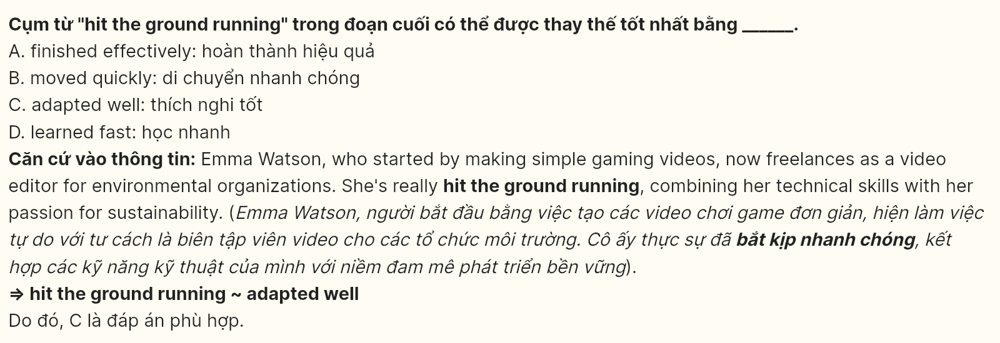 Cụm từ "hit the ground running" trong đoạn cuối có thể được thay thế tốt nhất bằng ______.
A. finished effectively: hoàn thành hiệu quả
B. moved quickly: di chuyển nhanh chóng
C. adapted well: thích nghi tốt
D. learned fast: học nhanh
Căn cứ vào thông tin: Emma Watson, who started by making simple gaming videos, now freelances as a video
editor for environmental organizations. She's really hit the ground running, combining her technical skills with her
passion for sustainability. (Emma Watson, người bắt đầu bằng việc tạo các video chơi game đơn giản, hiện làm việc
tự do với tư cách là biên tập viên video cho các tổ chức môi trường. Cô ấy thực sự đã bắt kịp nhanh chóng, kết
hợp các kỹ năng kỹ thuật của mình với niềm đam mê phát triển bền vững).
⇒ hit the ground running ~ adapted well
Do đó, C là đáp án phù hợp.